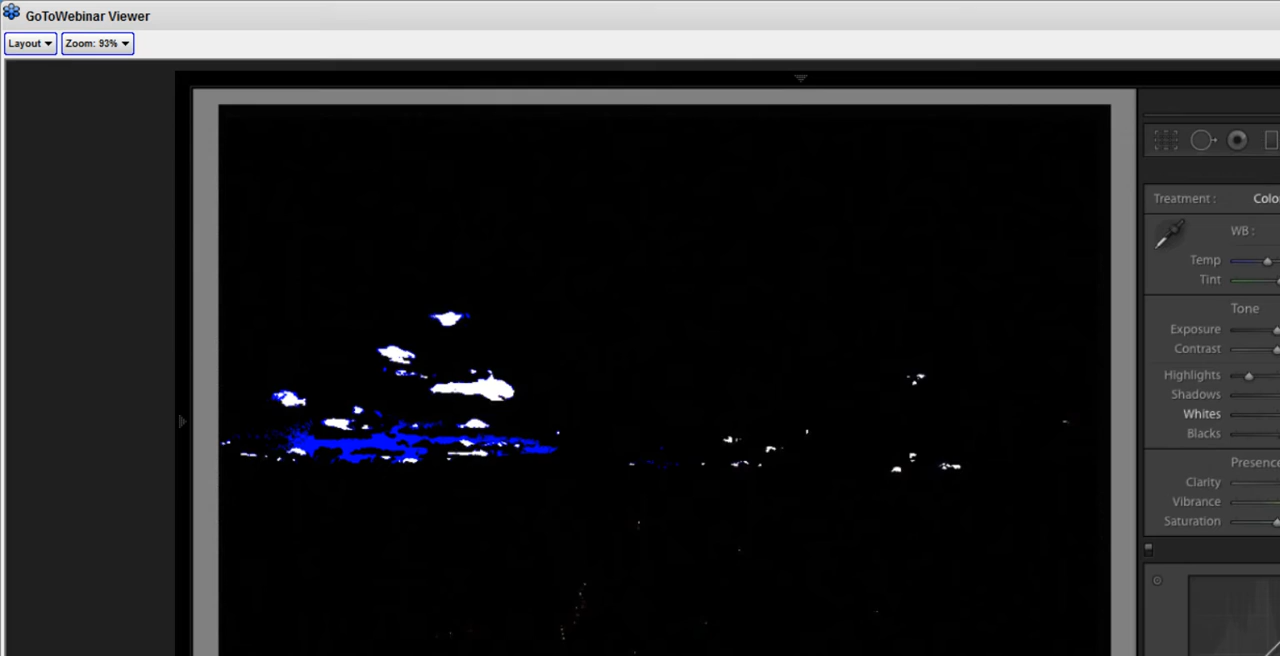 GoToWebinar Viewer
Layout Zoom: 93%
Treatment : Colo
WB :
Temp
Tint
Tone
Exposure
Contrast
Highlights
Shadows
Whites
Blacks
Presence
Clarity
Vibrance
Saturation